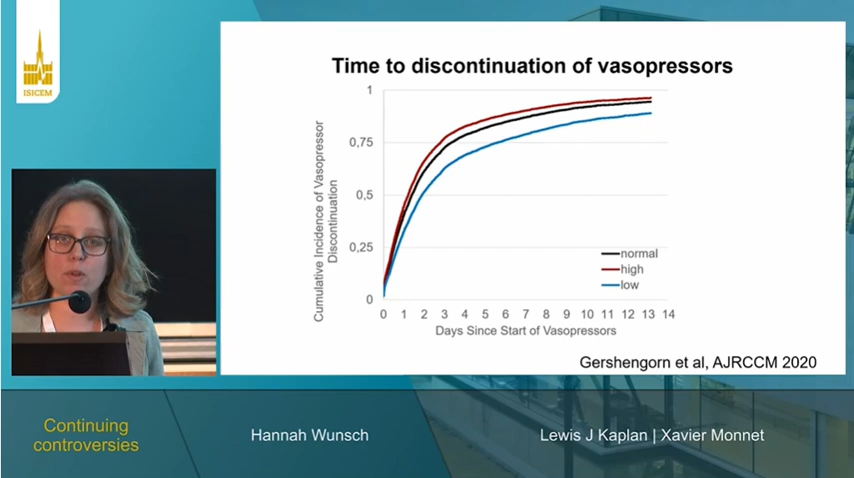 ISICEM
Time to discontinuation of vasopressors
Cumulative Incidence of Vasopressor
Discontinuation
1
0,75
0,5
0,25
0
normal
high
low
0 1 2 3 4 5 6 7 8 9 10 11 12 13 14
Days Since Start of Vasopressors
Gershengorn et al, AJRCCM 2020
Continuing
controversies
Hannah Wunsch
Lewis J Kaplan | Xavier Monnet